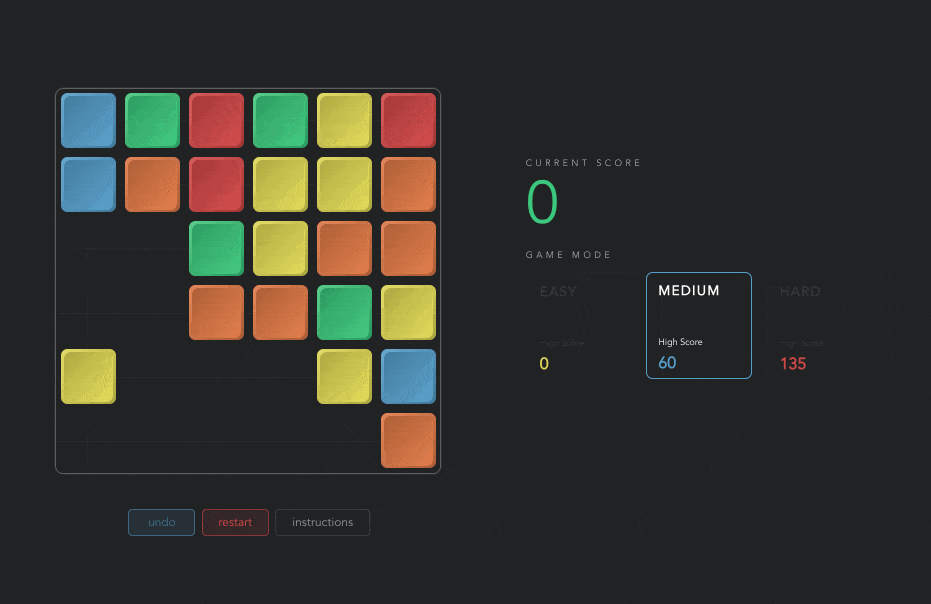 CURRENT SCORE
0
GAME MODE
EASY
MEDIUM
HARD
High Score
High Score
High Score
0
60
135
undo
restart
instructions